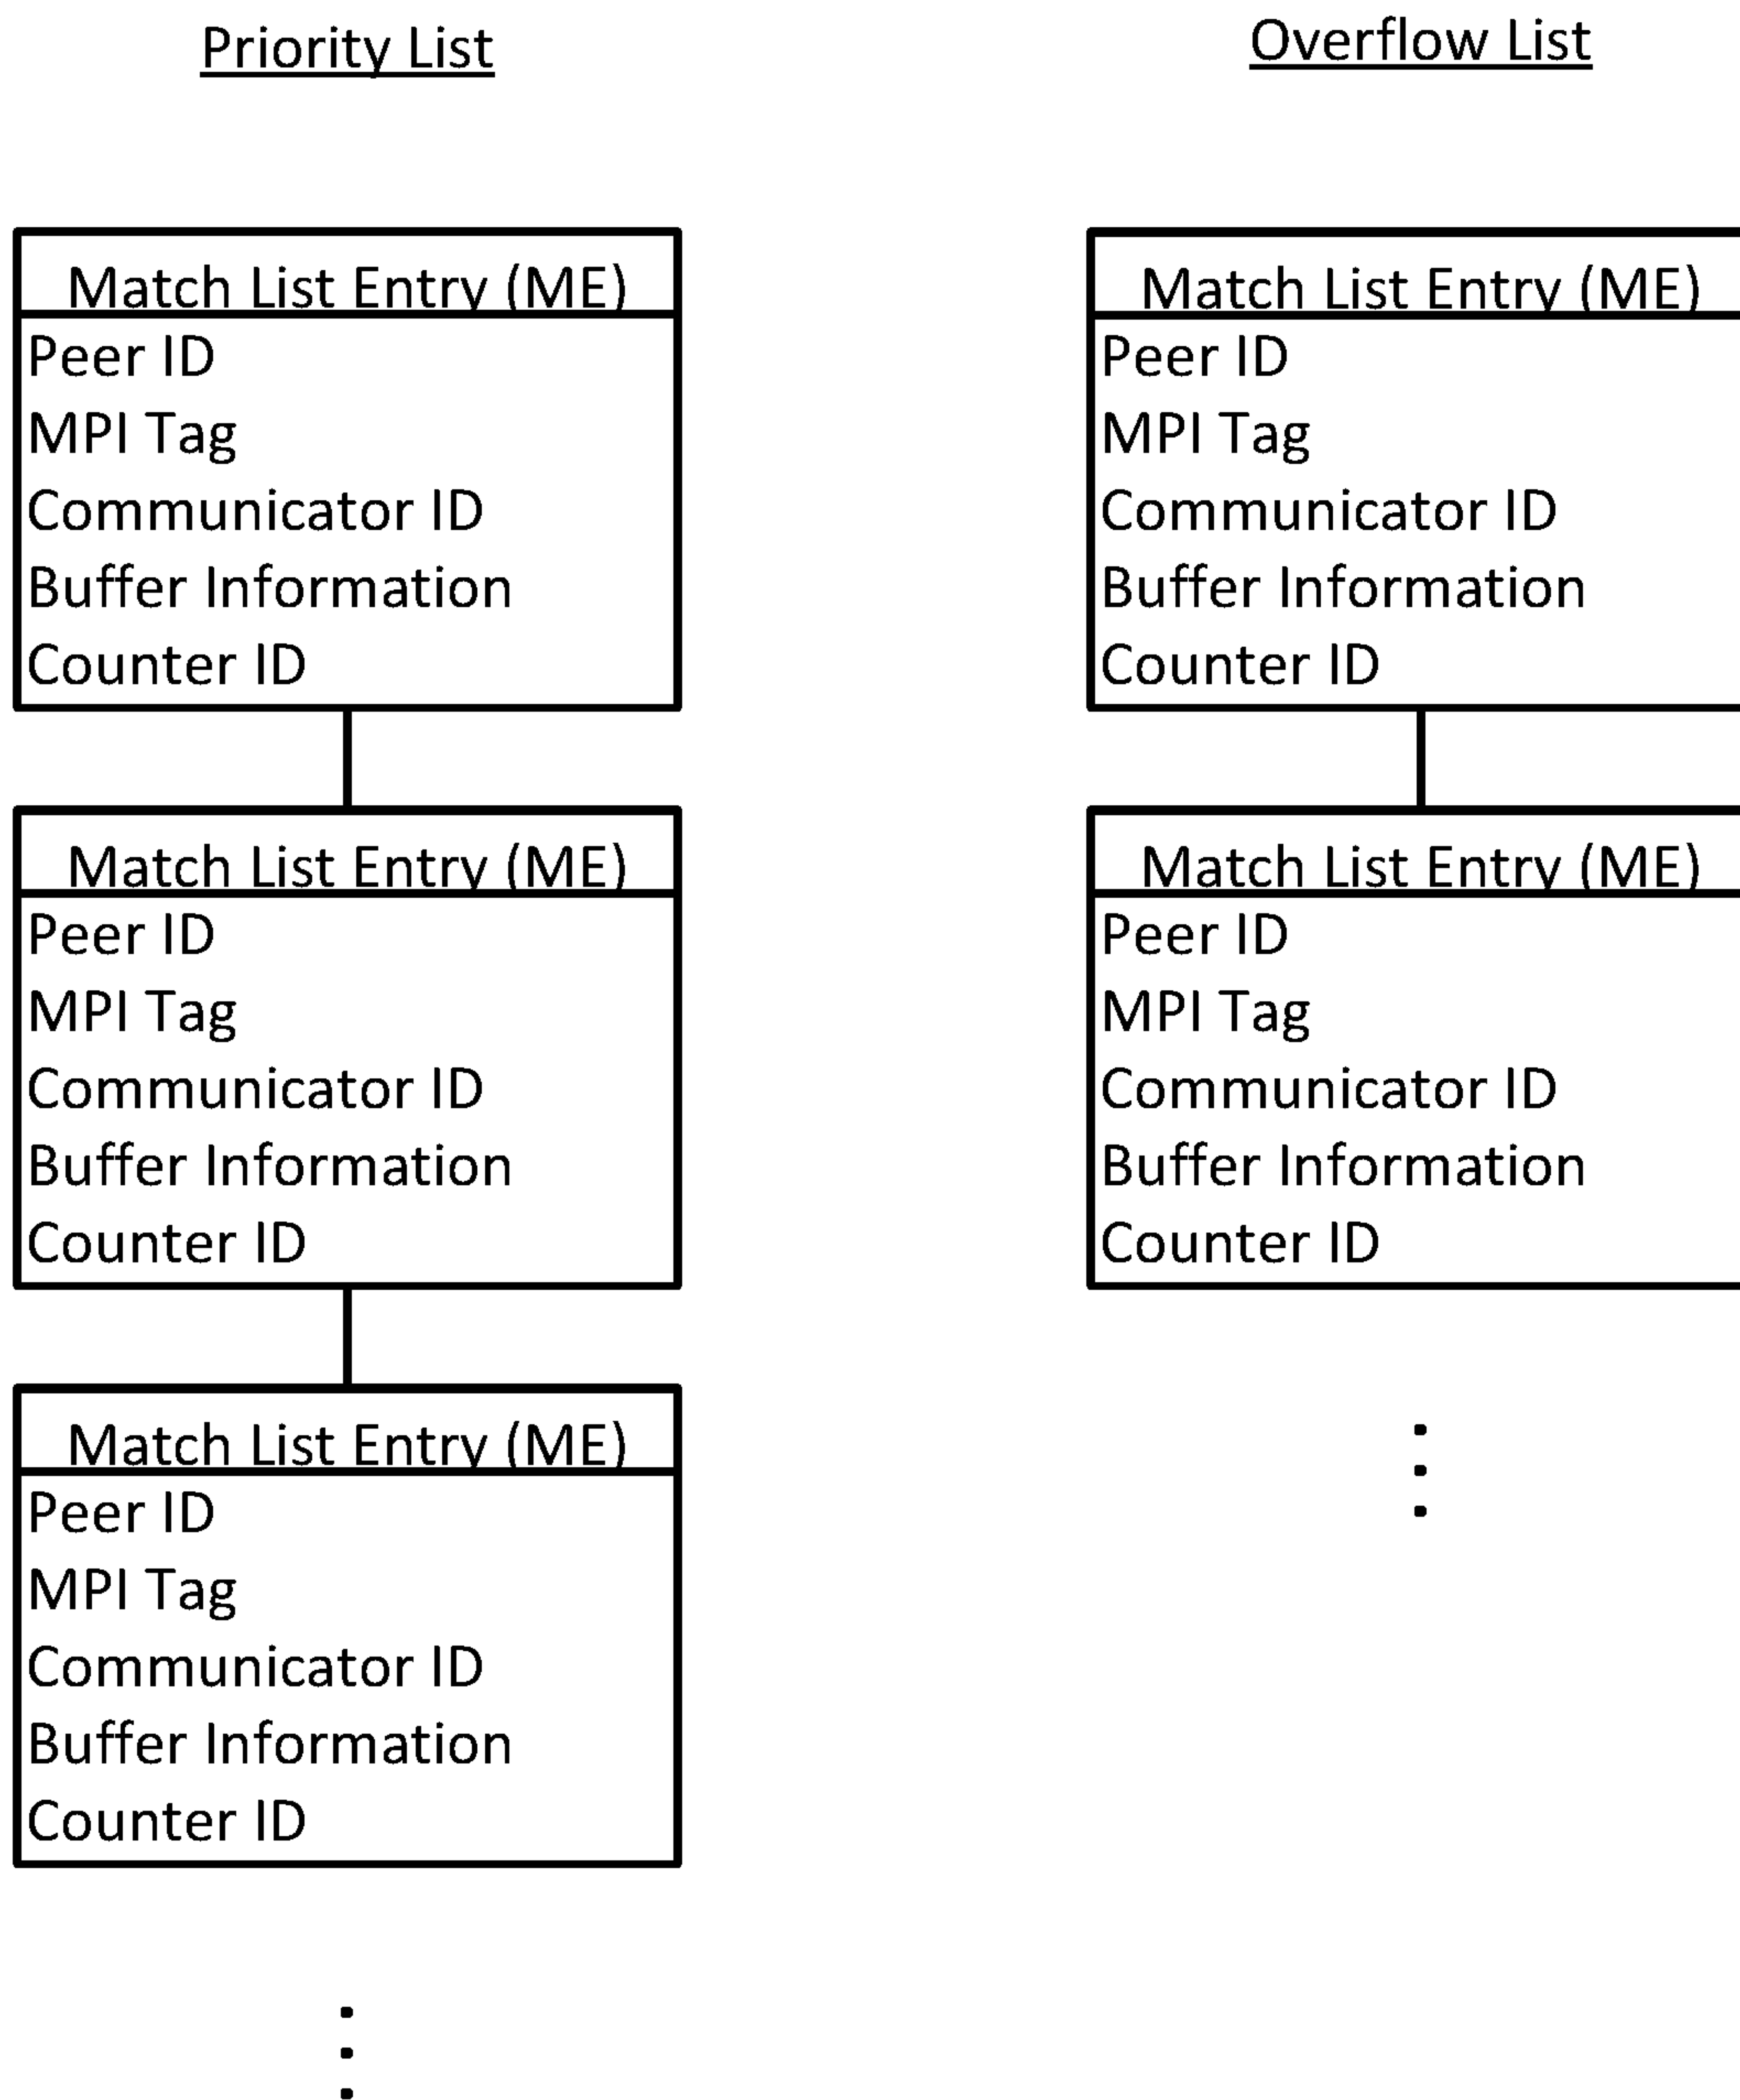 Priority List
Match List Entry (ME)
Peer ID
MPI Tag
Communicator ID
Buffer Information
Counter ID
Match List Entry (ME)
Peer ID
MPI Tag
Communicator ID
Buffer Information
Counter ID
Match List Entry (ME)
Peer ID
MPI Tag
Communicator ID
Buffer Information
Counter ID
Overflow List
Match List Entry (ME)
Peer ID
MPI Tag
Communicator ID
Buffer Information
Counter ID
Match List Entry (ME)
Peer ID
MPI Tag
Communicator ID
Buffer Information
Counter ID